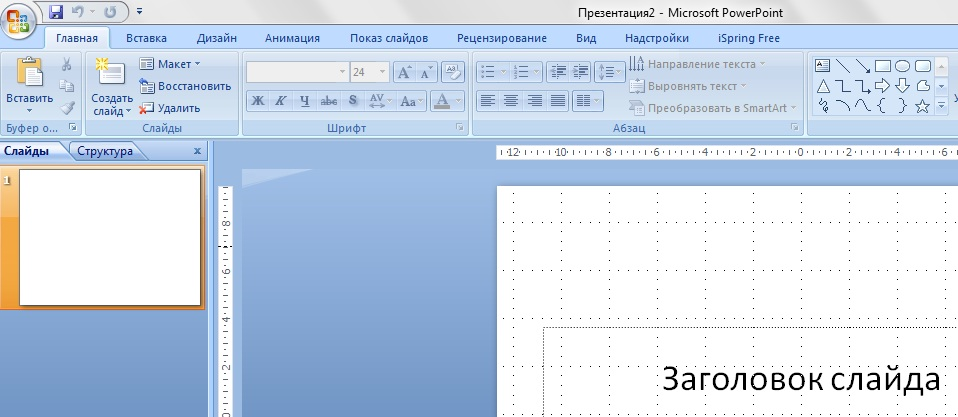 Презентация2 - Microsoft PowerPoint
Главная Вставка Дизайн Анимация Показ слайдов Рецензирование Вид Надстройки iSpring Free
Вставить
Буфер о...
Создать слайд
Макет
Восстановить
Удалить
Слайды
24
Ж К Ч abc S AV Aa A
Шрифт
Направление текста
Выровнять текст
Преобразовать в SmartArt
Абзац
Слайды Структура x
1
12 10 8 6 4 2 0 2 4 6
8
6
4
2
0
Заголовок слайда